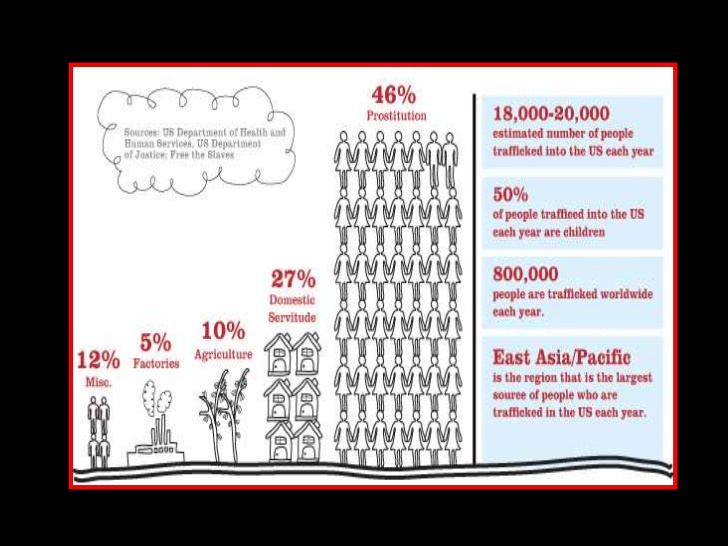 Sources: US Department of Health and
Human Services, US Department
of Justice; Free the Slaves
12%
Misc.
5%
Factories
10%
Agriculture
27%
Domestic
Servitude
46%
Prostitution
18,000-20,000
estimated number of people
trafficked into the US each year
50%
of people trafficed into the US
each year are children
800,000
people are trafficked worldwide
each year.
East Asia/Pacific
is the region that is the largest
source of people who are
trafficked in the US each year.